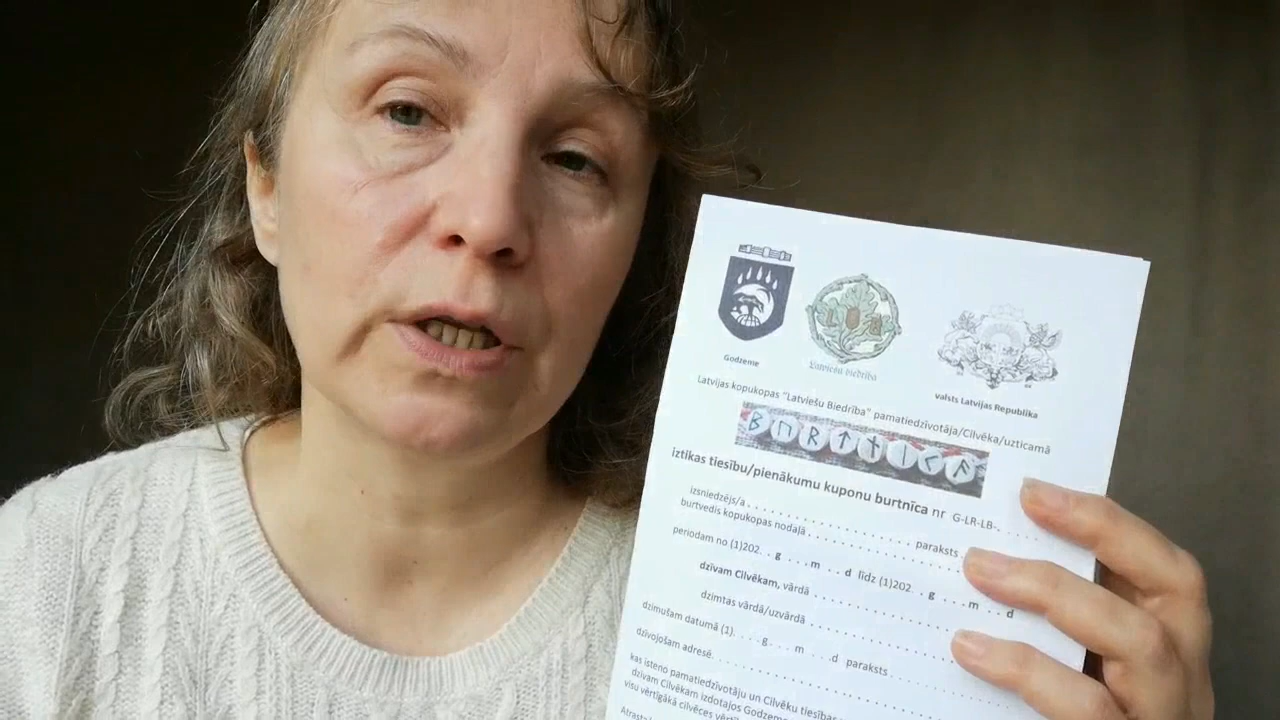 Godzeme
Latviešu biedrība
valsts Latvijas Republika
Latvijas kopukopas "Latviešu Biedrība" pamatiedzīvotāja/Cilvēka/uzticamā
iztikas tiesību/pienākumu kuponu burtnīca nr G-LR-LB-. . . . .
izsniedzējs/a . . . . . . . . . . . . . . . . . . . . paraksts . . . . . . . . .
burtvedis kopukopas nodaļā . . . . . . . . . . . . . . . . . . . .
periodam no (1)202. . g . . . . m . . d līdz (1)202. . g . . . . m . . d
dzīvam Cilvēkam, vārdā . . . . . . . . . . . . . . . . . . . .
dzimtas vārdā/uzvārdā . . . . . . . . . . . . . . . . . . . .
dzimušam datumā (1). . . . g . . . . m . . . d paraksts . . . . . . . . . .
dzīvojošam adresē. . . . . . . . . . . . . . . . . . . . . . . . .
kas īsteno pamatiedzīvotāju un Cilvēku tiesības
dzīvam Cilvēkam izdotajos Godzemes
visu vērtīgākā cilvēces